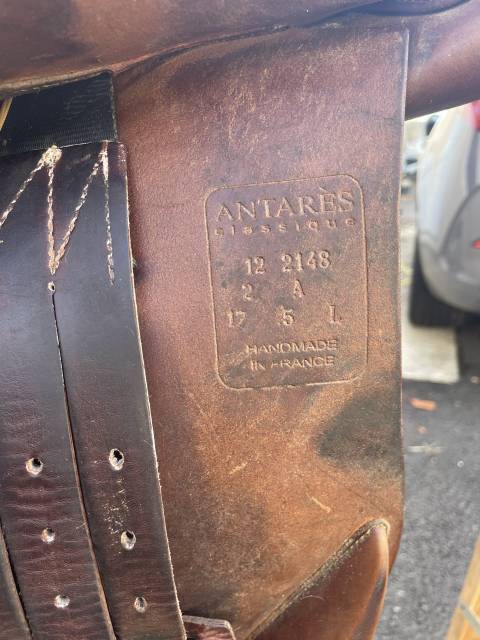 ANTARÈS
classique
12 2148
2 A
17 5 L
HANDMADE
IN FRANCE